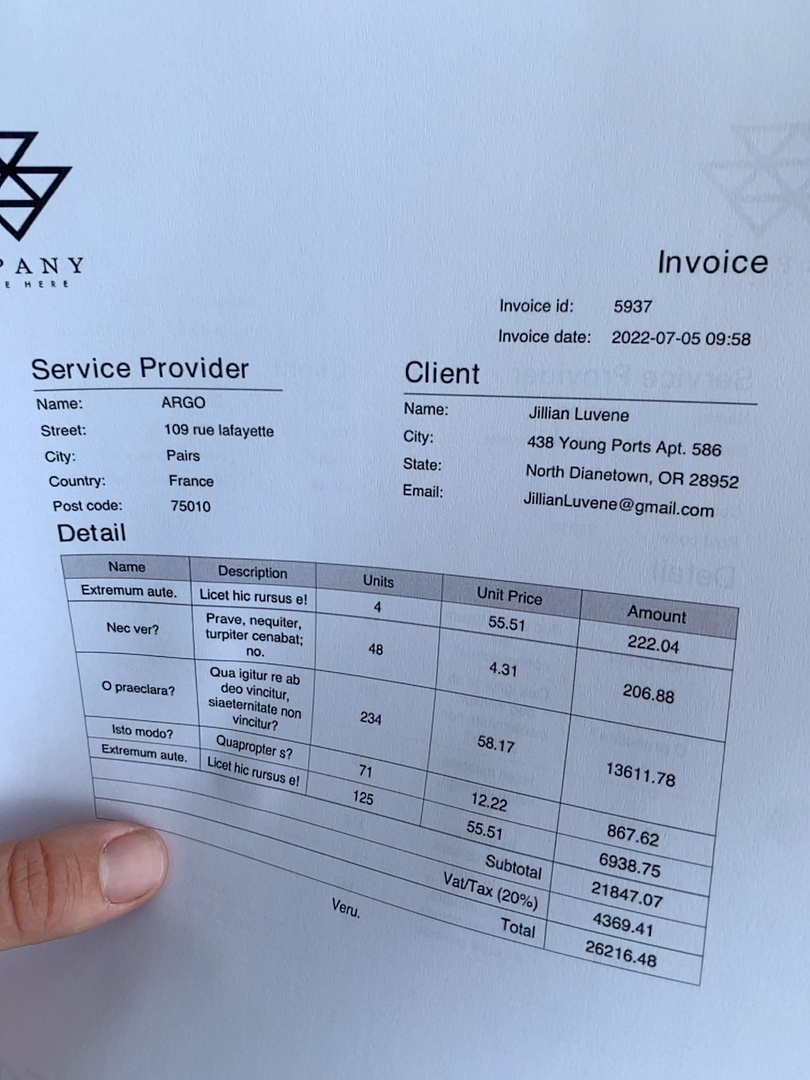 PANY
E HERE
Invoice
Invoice id: 5937
Invoice date: 2022-07-05 09:58
Service Provider
Name: ARGO
Street: 109 rue lafayette
City: Pairs
Country: France
Post code: 75010
Client
Name: Jillian Luvene
City: 438 Young Ports Apt. 586
State: North Dianetown, OR 28952
Email: JillianLuvene@gmail.com
Detail
Name Description Units Unit Price Amount
Extremum aute. Licet hic rursus e! 4 55.51 222.04
Nec ver? Prave, nequiter,
turpiter cenabat;
no. 48 4.31 206.88
O praeclara? Qua igitur re ab
deo vincitur,
siaeternitate non
vincitur? 234 58.17 13611.78
Isto modo? Quapropter s? 71 12.22 867.62
Extremum aute. Licet hic rursus e! 125 55.51 6938.75
Subtotal 21847.07
Vat/Tax (20%) 4369.41
Total 26216.48
Veru.